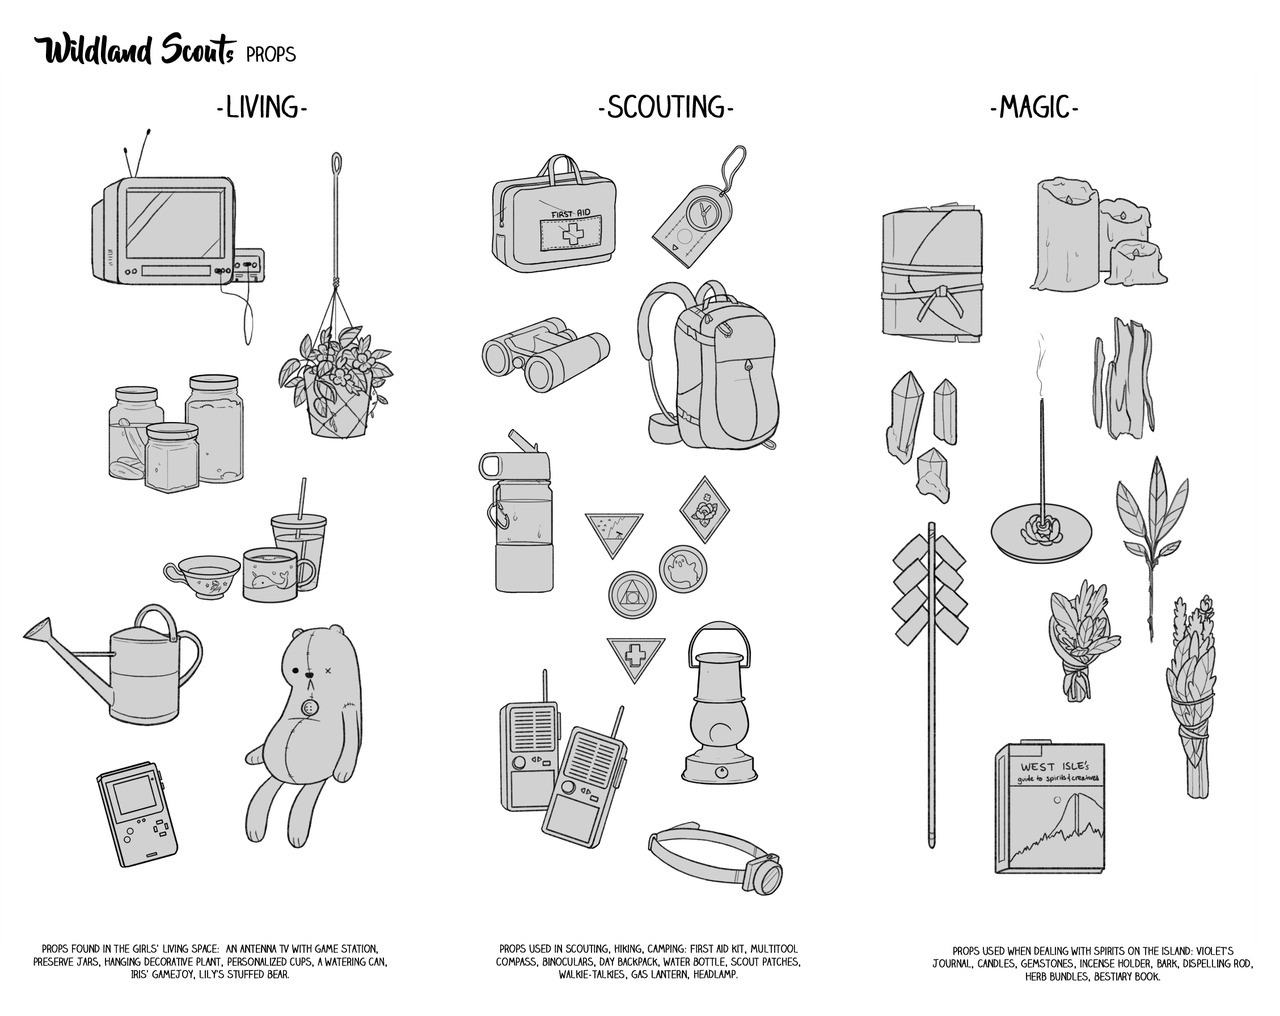 Wildland Scouts PROPS
-LIVING-
-SCOUTING-
-MAGIC-
FIRST AID
WEST ISLE's
guide to spirits & creatures
PROPS FOUND IN THE GIRLS' LIVING SPACE: AN ANTENNA TV WITH GAME STATION,
PRESERVE JARS, HANGING DECORATIVE PLANT, PERSONALIZED CUPS, A WATERING CAN,
IRIS' GAMEJOY, LILY'S STUFFED BEAR.
PROPS USED IN SCOUTING, HIKING, CAMPING: FIRST AID KIT, MULTITOOL
COMPASS, BINOCULARS, DAY BACKPACK, WATER BOTTLE, SCOUT PATCHES,
WALKIE-TALKIES, GAS LANTERN, HEADLAMP.
PROPS USED WHEN DEALING WITH SPIRITS ON THE ISLAND: VIOLET'S
JOURNAL, CANDLES, GEMSTONES, INCENSE HOLDER, BARK, DISPELLING ROD,
HERB BUNDLES, BESTIARY BOOK.